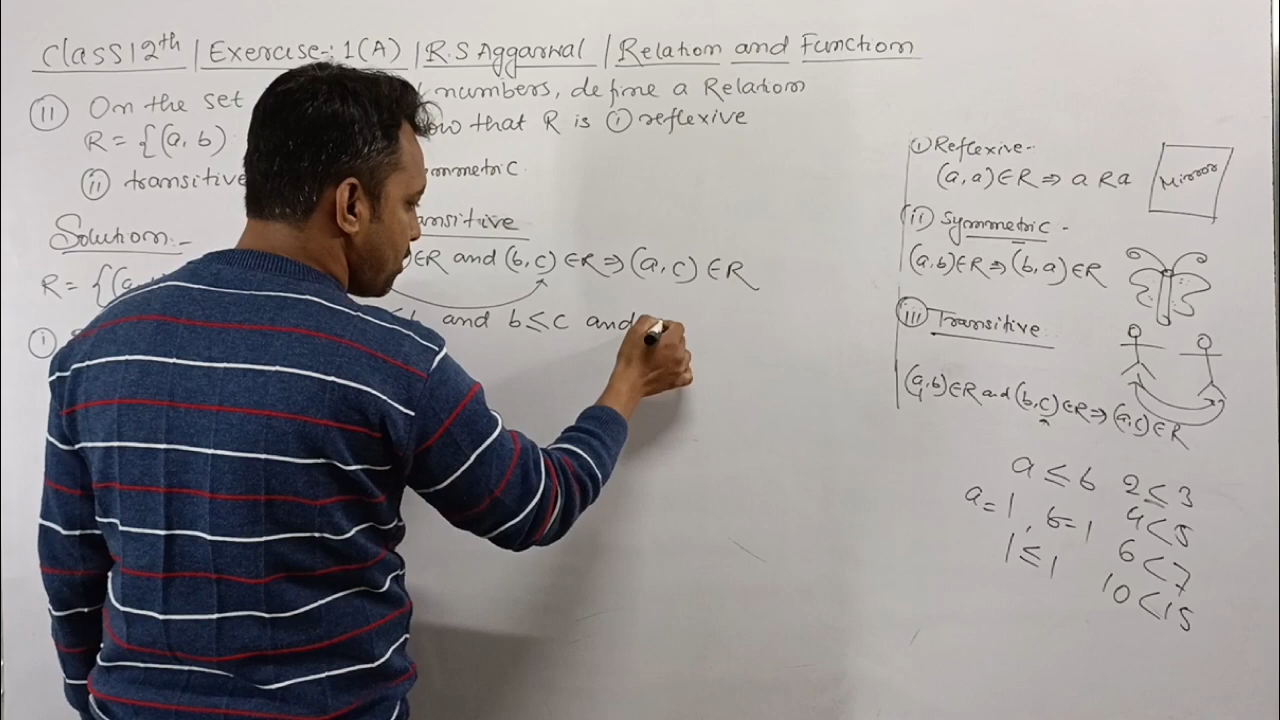 Class 12th | Exercise-: 1(A) | R.S Aggarwal | Relation and Function
(11) On the set numbers, define a Relation
R = {(a, b) ow that R is (i) reflexive
(ii) transitive mmetric.
Solution:-
R = {(a,
(i)
ansitive
∈R and (b, c) ∈R ⇒ (a, c) ∈R
and b ≤ c and
(i) Reflexive-
(a, a) ∈ R ⇒ a R a
Mirror
(ii) Symmetric -
(a,b) ∈ R ⇒ (b, a) ∈ R
(iii) Transitive
(a,b) ∈ R and (b, c) ∈ R ⇒ (a,c) ∈ R
a ≤ b 2 ≤ 3
a = 1 , b = 1 4 < 5
1 ≤ 1 6 < 7
10 < 15